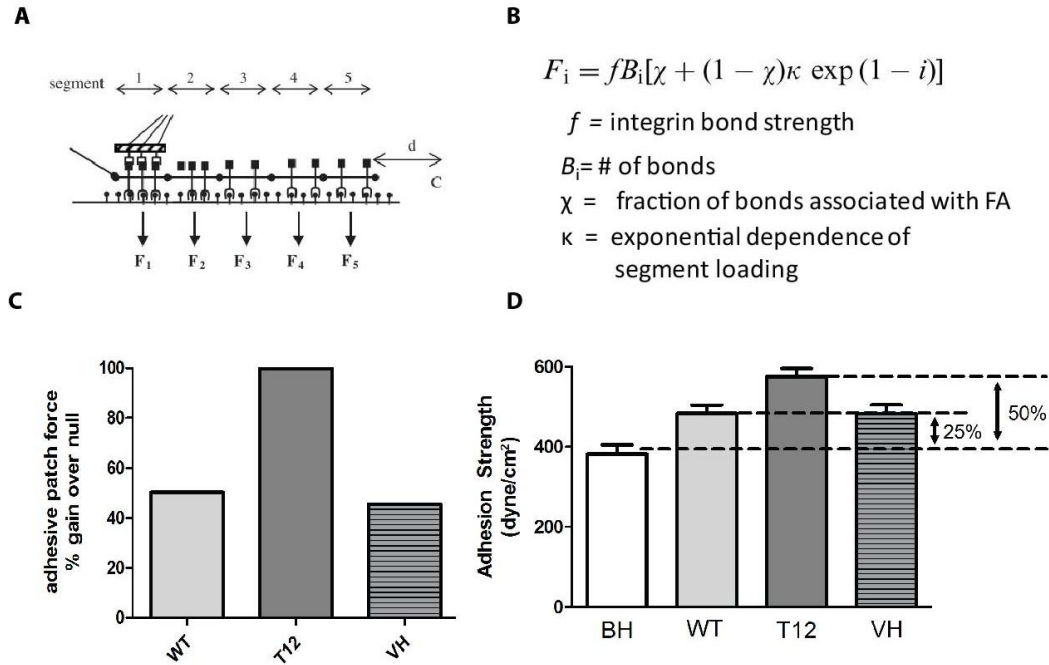 A
segment 1 2 3 4 5
d
C
F₁ F₂ F₃ F₄ F₅
B
Fᵢ = fBᵢ[χ + (1 − χ)κ exp (1 − i)]
f = integrin bond strength
Bᵢ= # of bonds
χ = fraction of bonds associated with FA
κ = exponential dependence of
segment loading
C
adhesive patch force
% gain over null
100
80
60
40
20
0
WT T12 VH
D
Adhesion Strength
(dyne/cm²)
600
400
200
0
50%
25%
BH WT T12 VH